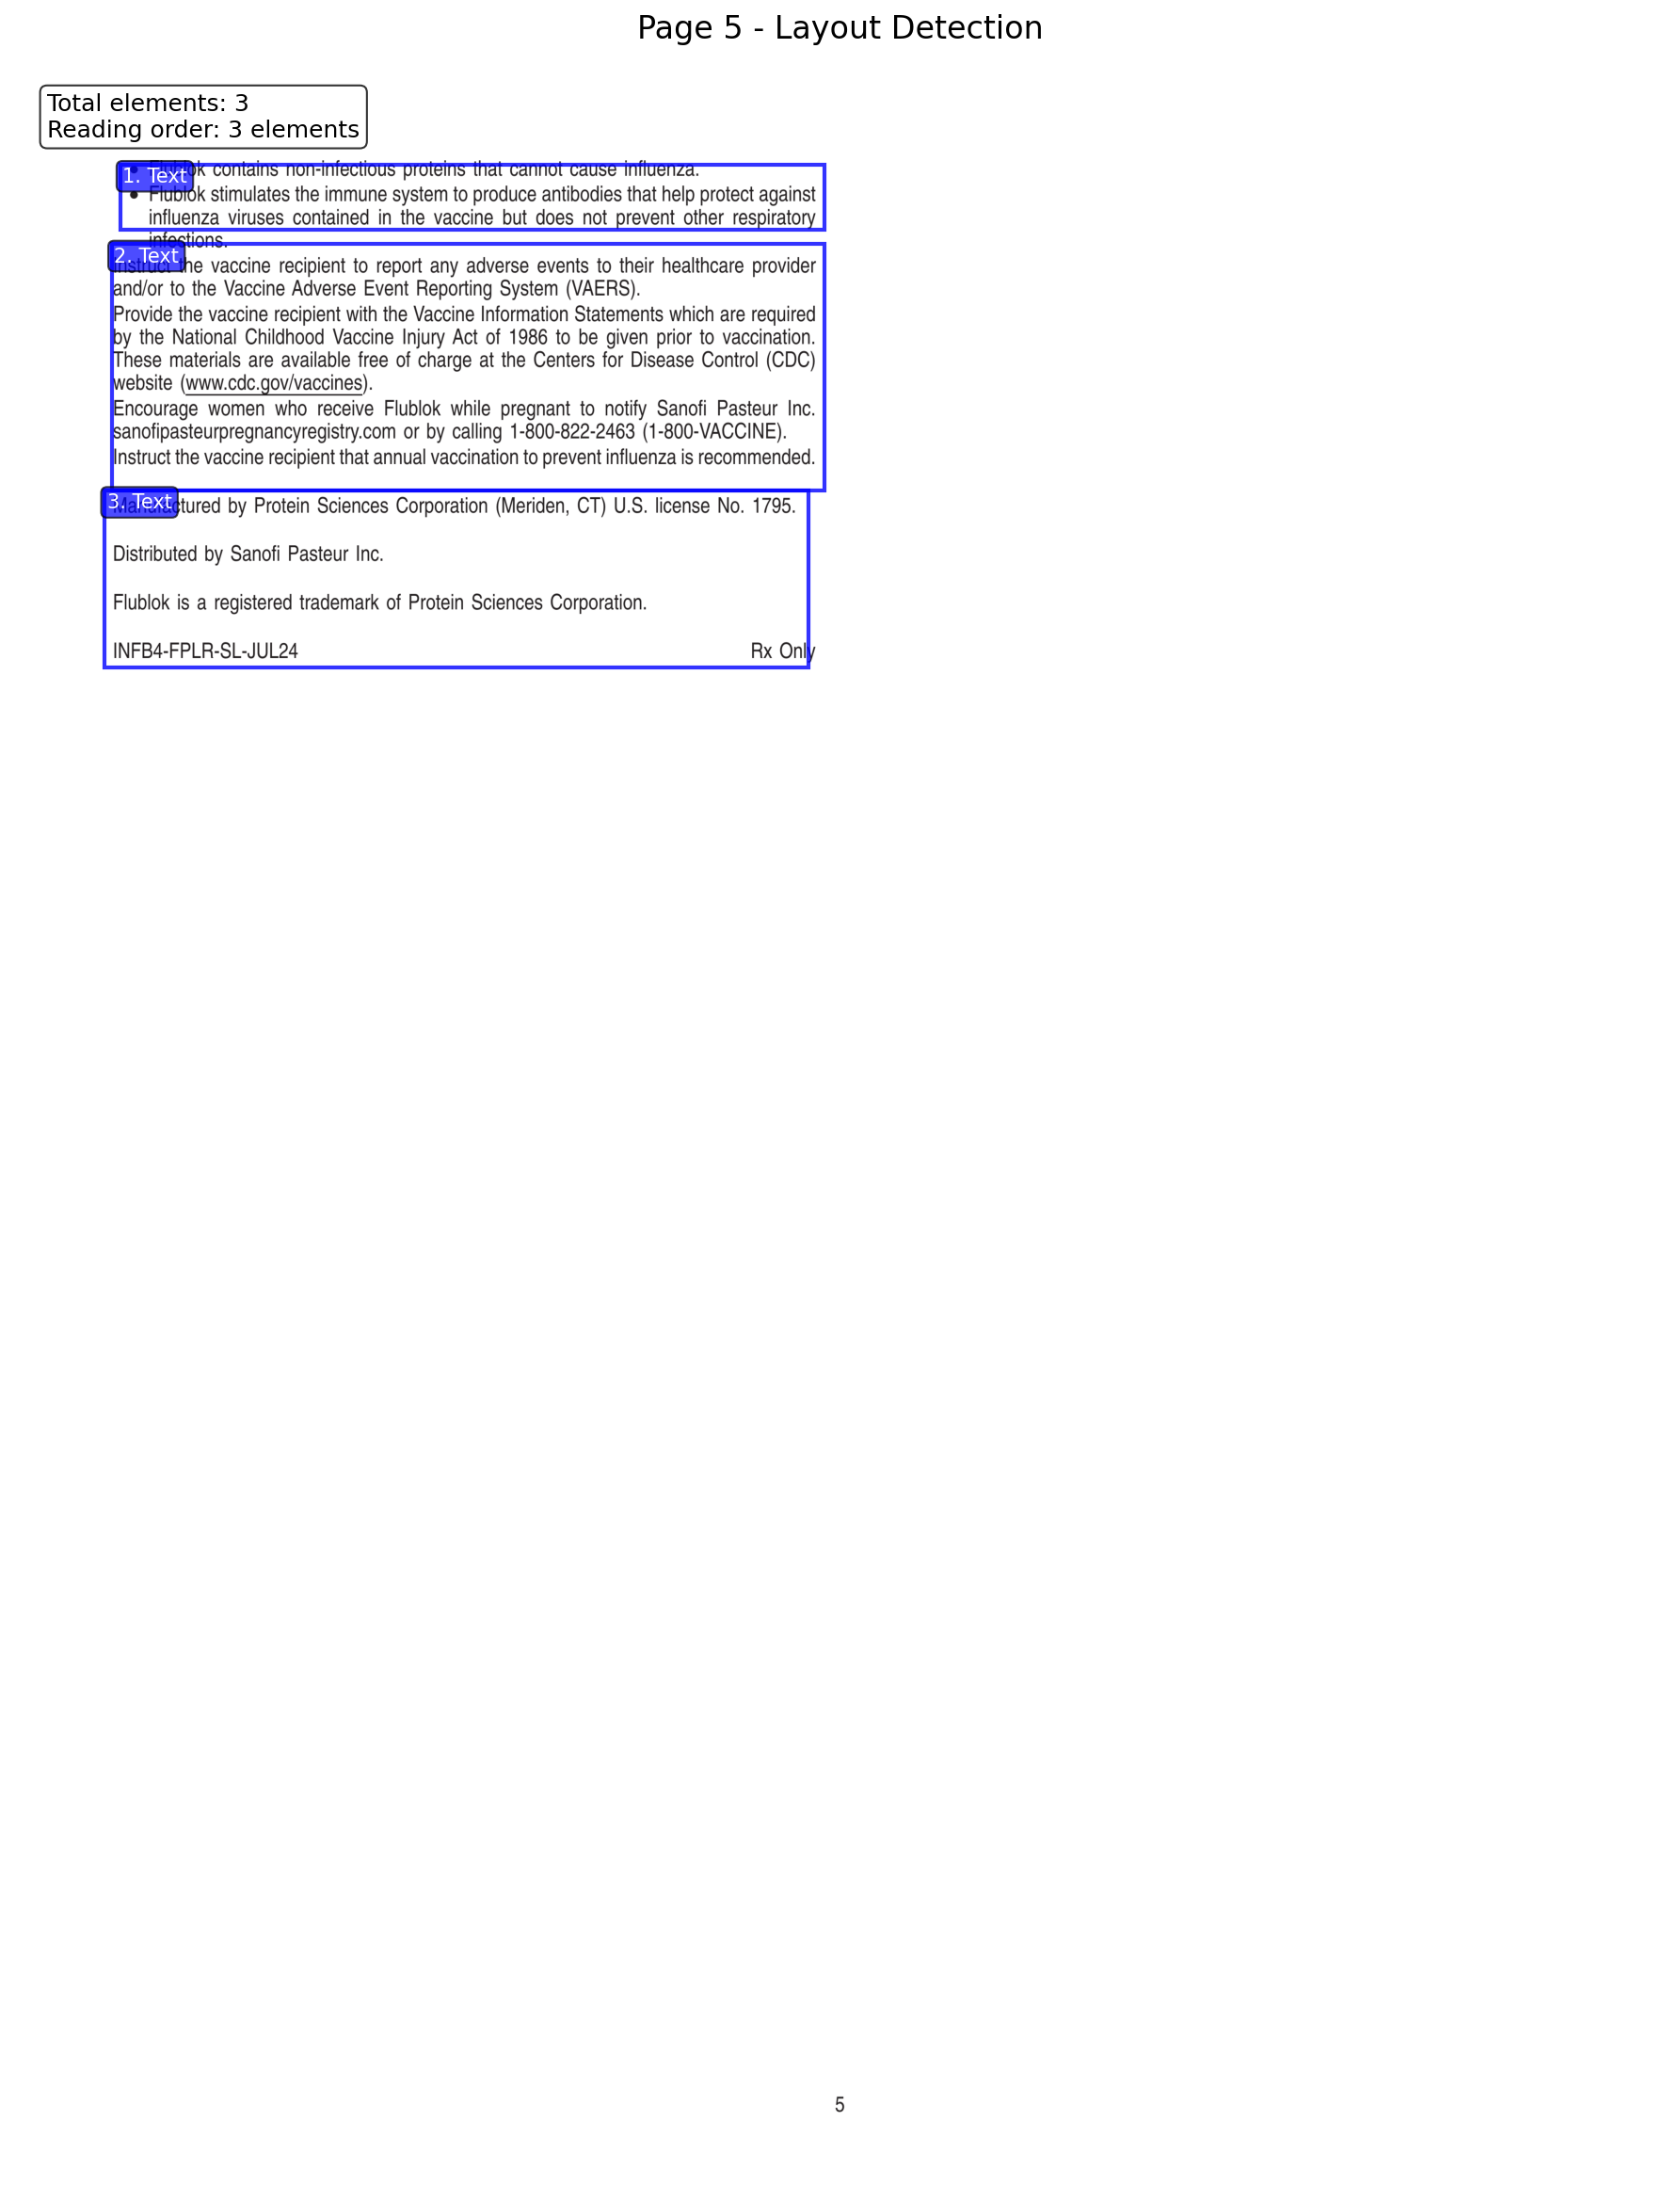 Page 5 - Layout Detection
Total elements: 3
Reading order: 3 elements
1. Text
• Flublok contains non-infectious proteins that cannot cause influenza.
• Flublok stimulates the immune system to produce antibodies that help protect against
influenza viruses contained in the vaccine but does not prevent other respiratory
infections.
2. Text
Instruct the vaccine recipient to report any adverse events to their healthcare provider
and/or to the Vaccine Adverse Event Reporting System (VAERS).
Provide the vaccine recipient with the Vaccine Information Statements which are required
by the National Childhood Vaccine Injury Act of 1986 to be given prior to vaccination.
These materials are available free of charge at the Centers for Disease Control (CDC)
website (www.cdc.gov/vaccines).
Encourage women who receive Flublok while pregnant to notify Sanofi Pasteur Inc.
sanofipasteurpregnancyregistry.com or by calling 1-800-822-2463 (1-800-VACCINE).
Instruct the vaccine recipient that annual vaccination to prevent influenza is recommended.
3. Text
Manufactured by Protein Sciences Corporation (Meriden, CT) U.S. license No. 1795.
Distributed by Sanofi Pasteur Inc.
Flublok is a registered trademark of Protein Sciences Corporation.
INFB4-FPLR-SL-JUL24 Rx Only
5